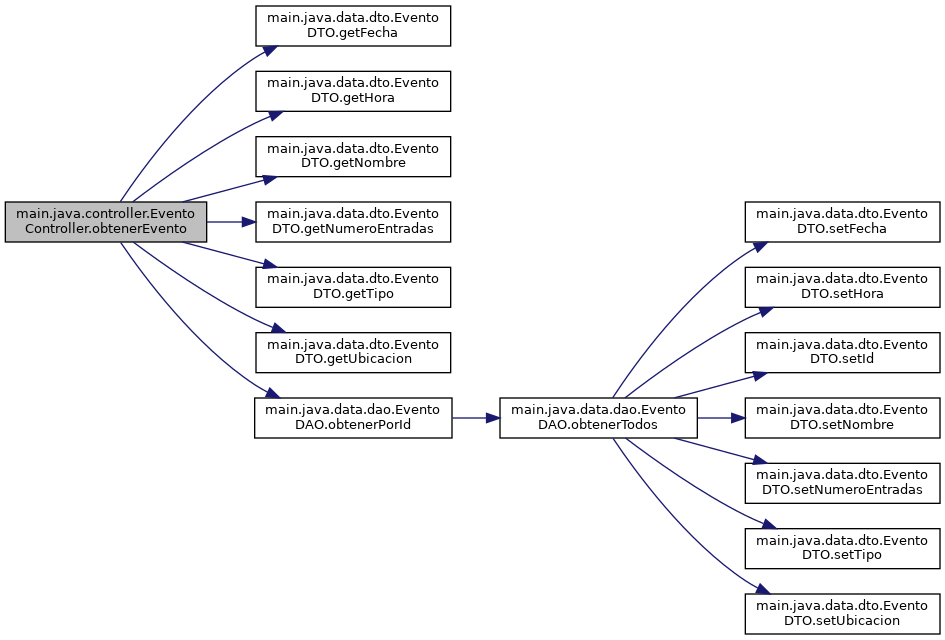 main.java.data.dto.Evento
DTO.getFecha
main.java.data.dto.Evento
DTO.getHora
main.java.data.dto.Evento
DTO.getNombre
main.java.controller.Evento
Controller.obtenerEvento
main.java.data.dto.Evento
DTO.getNumeroEntradas
main.java.data.dto.Evento
DTO.getTipo
main.java.data.dto.Evento
DTO.getUbicacion
main.java.data.dao.Evento
DAO.obtenerPorId
main.java.data.dao.Evento
DAO.obtenerTodos
main.java.data.dto.Evento
DTO.setFecha
main.java.data.dto.Evento
DTO.setHora
main.java.data.dto.Evento
DTO.setId
main.java.data.dto.Evento
DTO.setNombre
main.java.data.dto.Evento
DTO.setNumeroEntradas
main.java.data.dto.Evento
DTO.setTipo
main.java.data.dto.Evento
DTO.setUbicacion